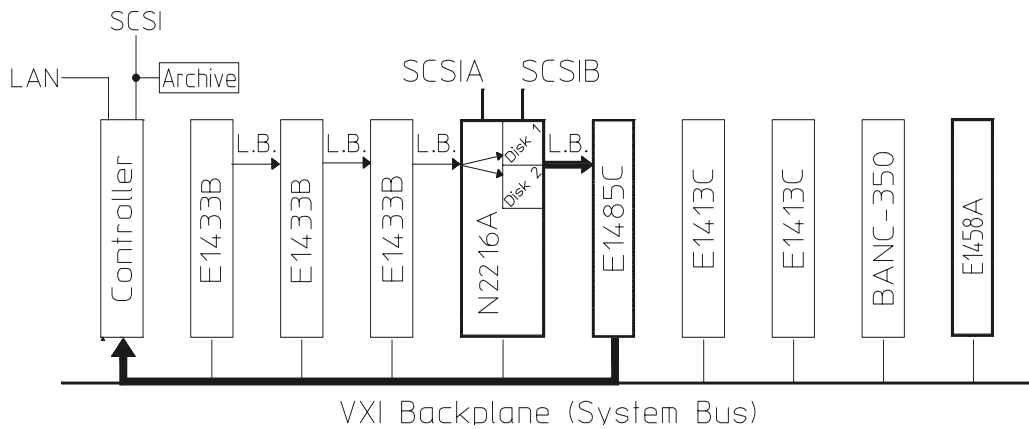 SCSI
LAN
Archive
SCSIA
SCSIB
L.B.
L.B.
L.B.
L.B.
Controller
E1433B
E1433B
E1433B
N2216A
Disk 1
Disk 2
E1485C
E1413C
E1413C
BANC-350
E1458A
VXI Backplane (System Bus)